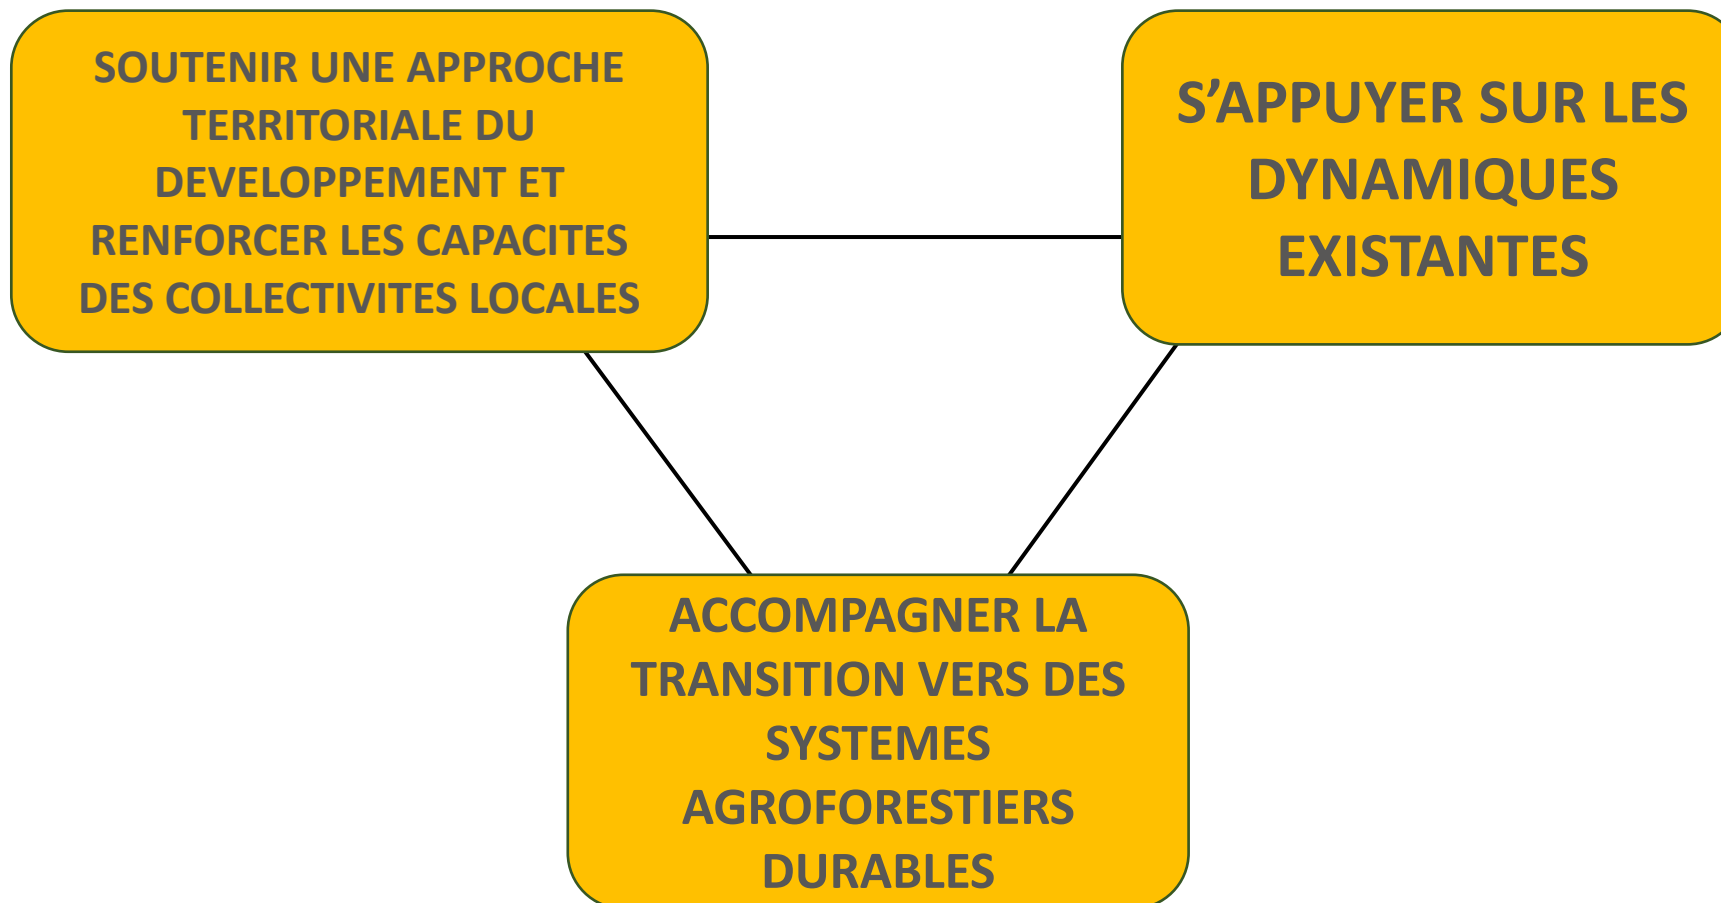 SOUTENIR UNE APPROCHE
TERRITORIALE DU
DEVELOPPEMENT ET
RENFORCER LES CAPACITES
DES COLLECTIVITES LOCALES
S’APPUYER SUR LES
DYNAMIQUES
EXISTANTES
ACCOMPAGNER LA
TRANSITION VERS DES
SYSTEMES
AGROFORESTIERS
DURABLES